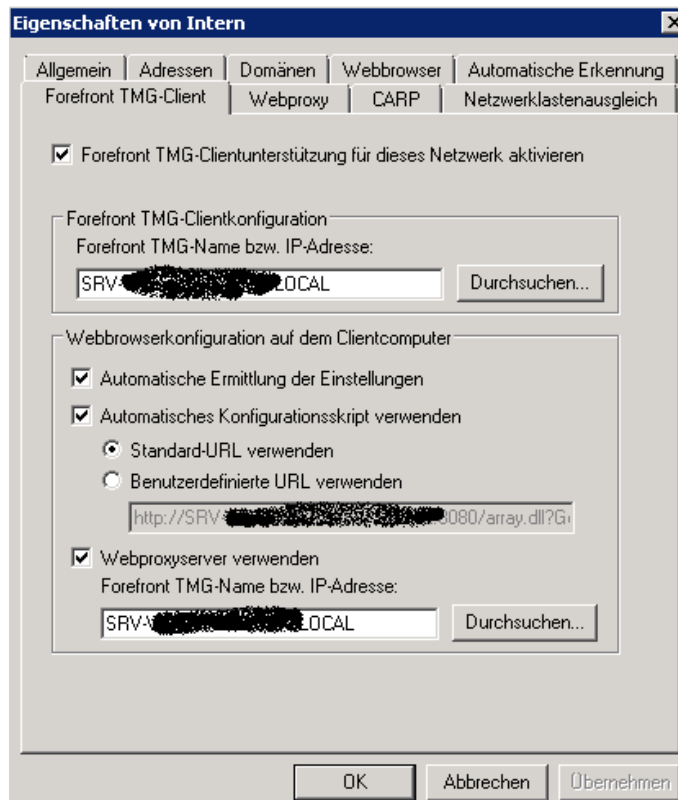 Eigenschaften von Intern
Allgemein Adressen Domänen Webbrowser Automatische Erkennung
Forefront TMG-Client Webproxy CARP Netzwerklastenausgleich
Forefront TMG-Clientunterstützung für dieses Netzwerk aktivieren
Forefront TMG-Clientkonfiguration
Forefront TMG-Name bzw. IP-Adresse:
SRV- LOCAL Durchsuchen...
Webbrowserkonfiguration auf dem Clientcomputer
Automatische Ermittlung der Einstellungen
Automatisches Konfigurationsskript verwenden
Standard-URL verwenden
Benutzerdefinierte URL verwenden
http://SRV- 8080/array.dll?G
Webproxyserver verwenden
Forefront TMG-Name bzw. IP-Adresse:
SRV- LOCAL Durchsuchen...
OK Abbrechen Übernehmen